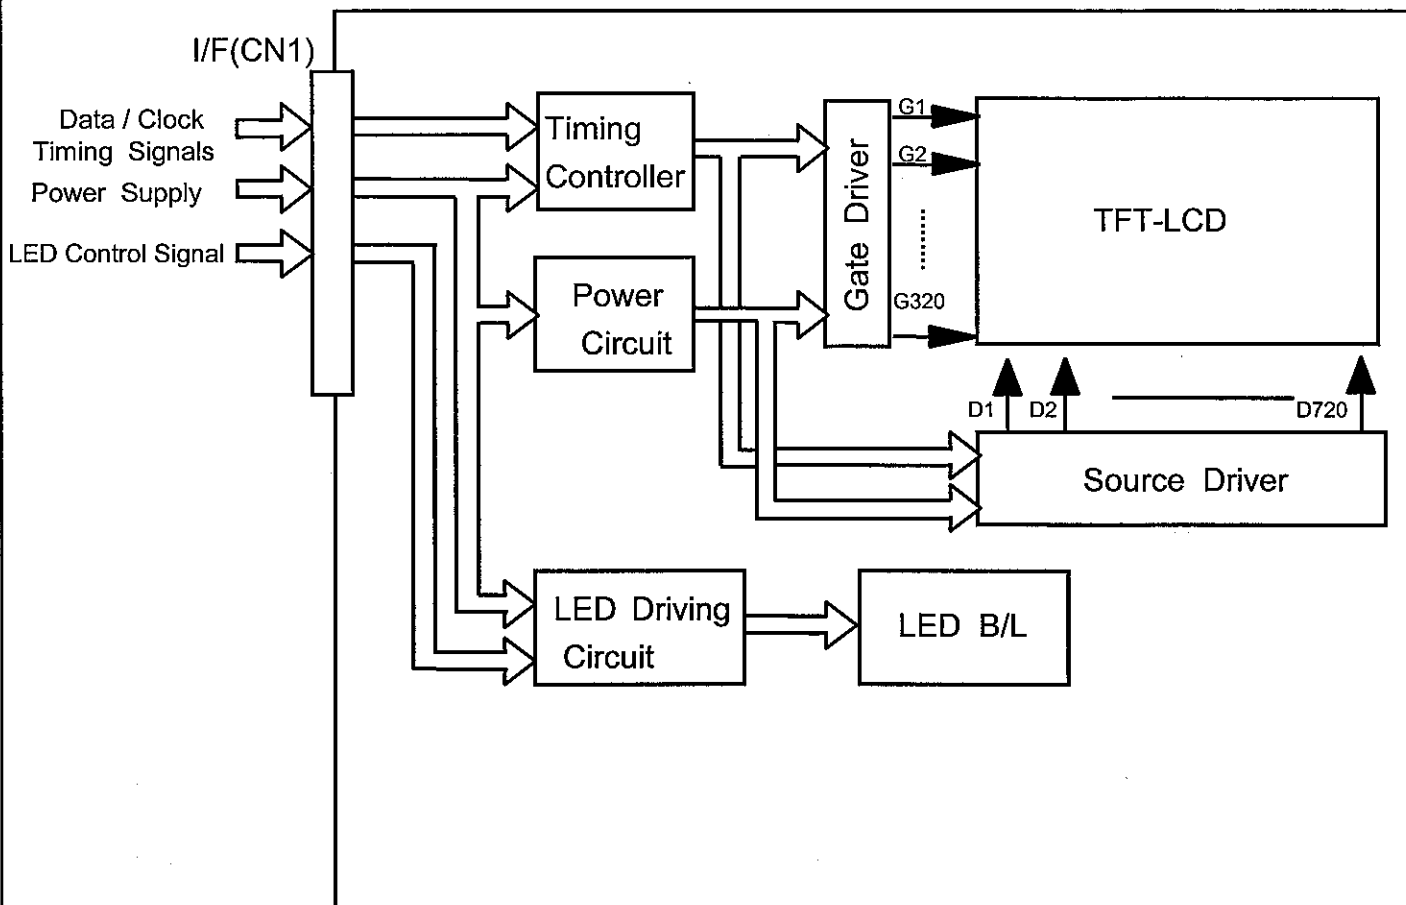 I/F(CN1)
Data / Clock
Timing Signals
Power Supply
LED Control Signal
Timing
Controller
Power
Circuit
Gate Driver
G1
G2
G320
TFT-LCD
D1
D2
D720
Source Driver
LED Driving
Circuit
LED B/L